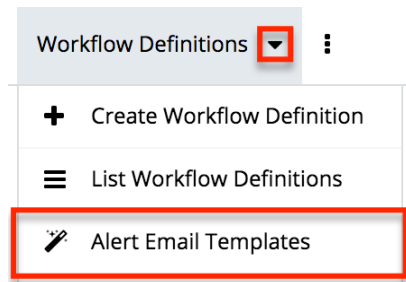 Workflow Definitions
Create Workflow Definition
List Workflow Definitions
Alert Email Templates